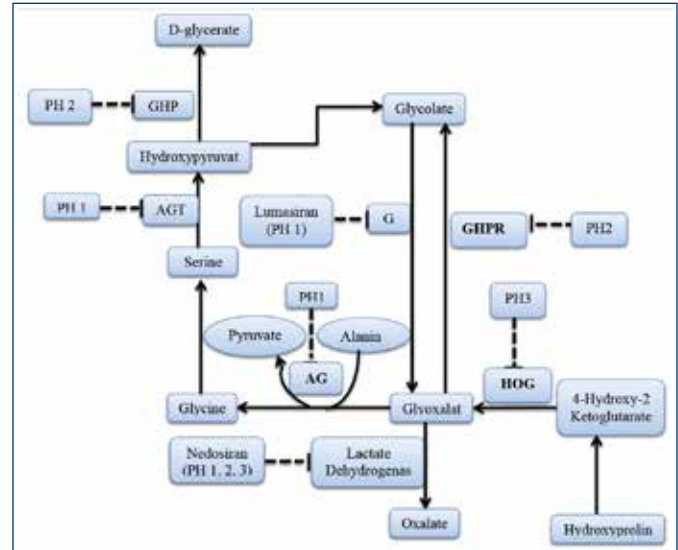 D-glycerate
PH 2
GHP
Glycolate
Hydroxypyruvat
PH 1
AGT
Lumasiran
(PH 1)
G
GHPR
PH2
Serine
PH1
PH3
Pyruvate
Alanin
AG
HOG
Glycine
Glyoxalat
4-Hydroxy-2
Ketoglutarate
Nedosiran
(PH 1, 2, 3)
Lactate
Dehydrogenas
Oxalate
Hydroxyprolin